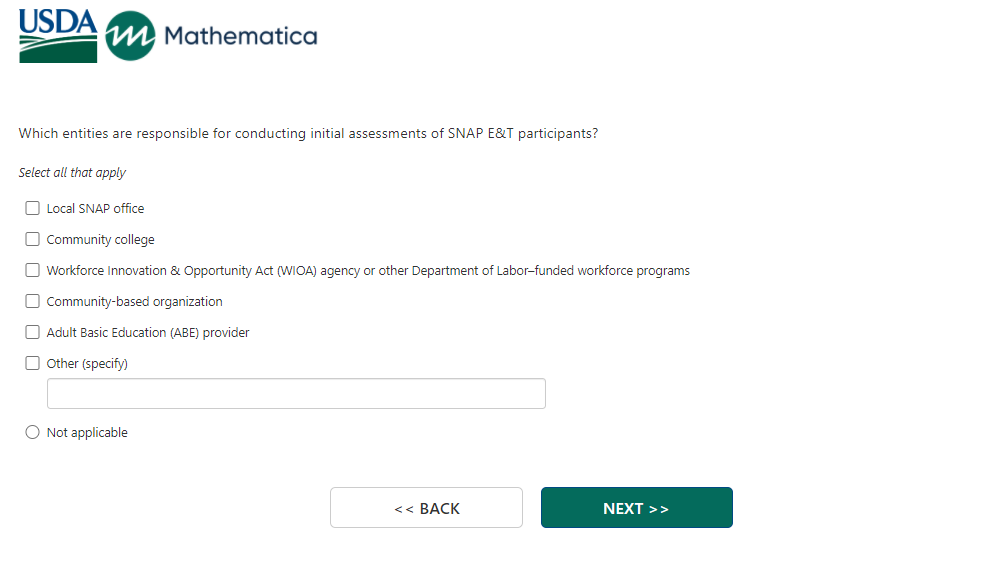 USDA
m Mathematica
Which entities are responsible for conducting initial assessments of SNAP E&T participants?
Select all that apply
Local SNAP office
Community college
Workforce Innovation & Opportunity Act (WIOA) agency or other Department of Labor–funded workforce programs
Community-based organization
Adult Basic Education (ABE) provider
Other (specify)
Not applicable
<< BACK
NEXT >>